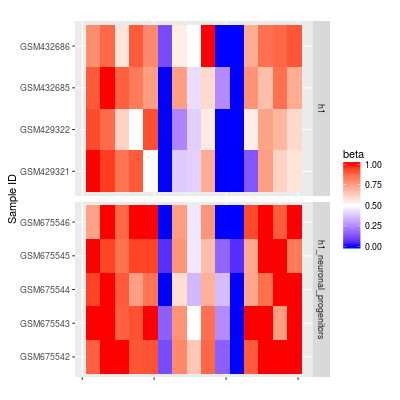 Sample ID
GSM432686
GSM432685
GSM429322
GSM429321
h1
GSM675546
GSM675545
GSM675544
GSM675543
GSM675542
h1_neuronal_progenitors
beta
1.00
0.75
0.50
0.25
0.00